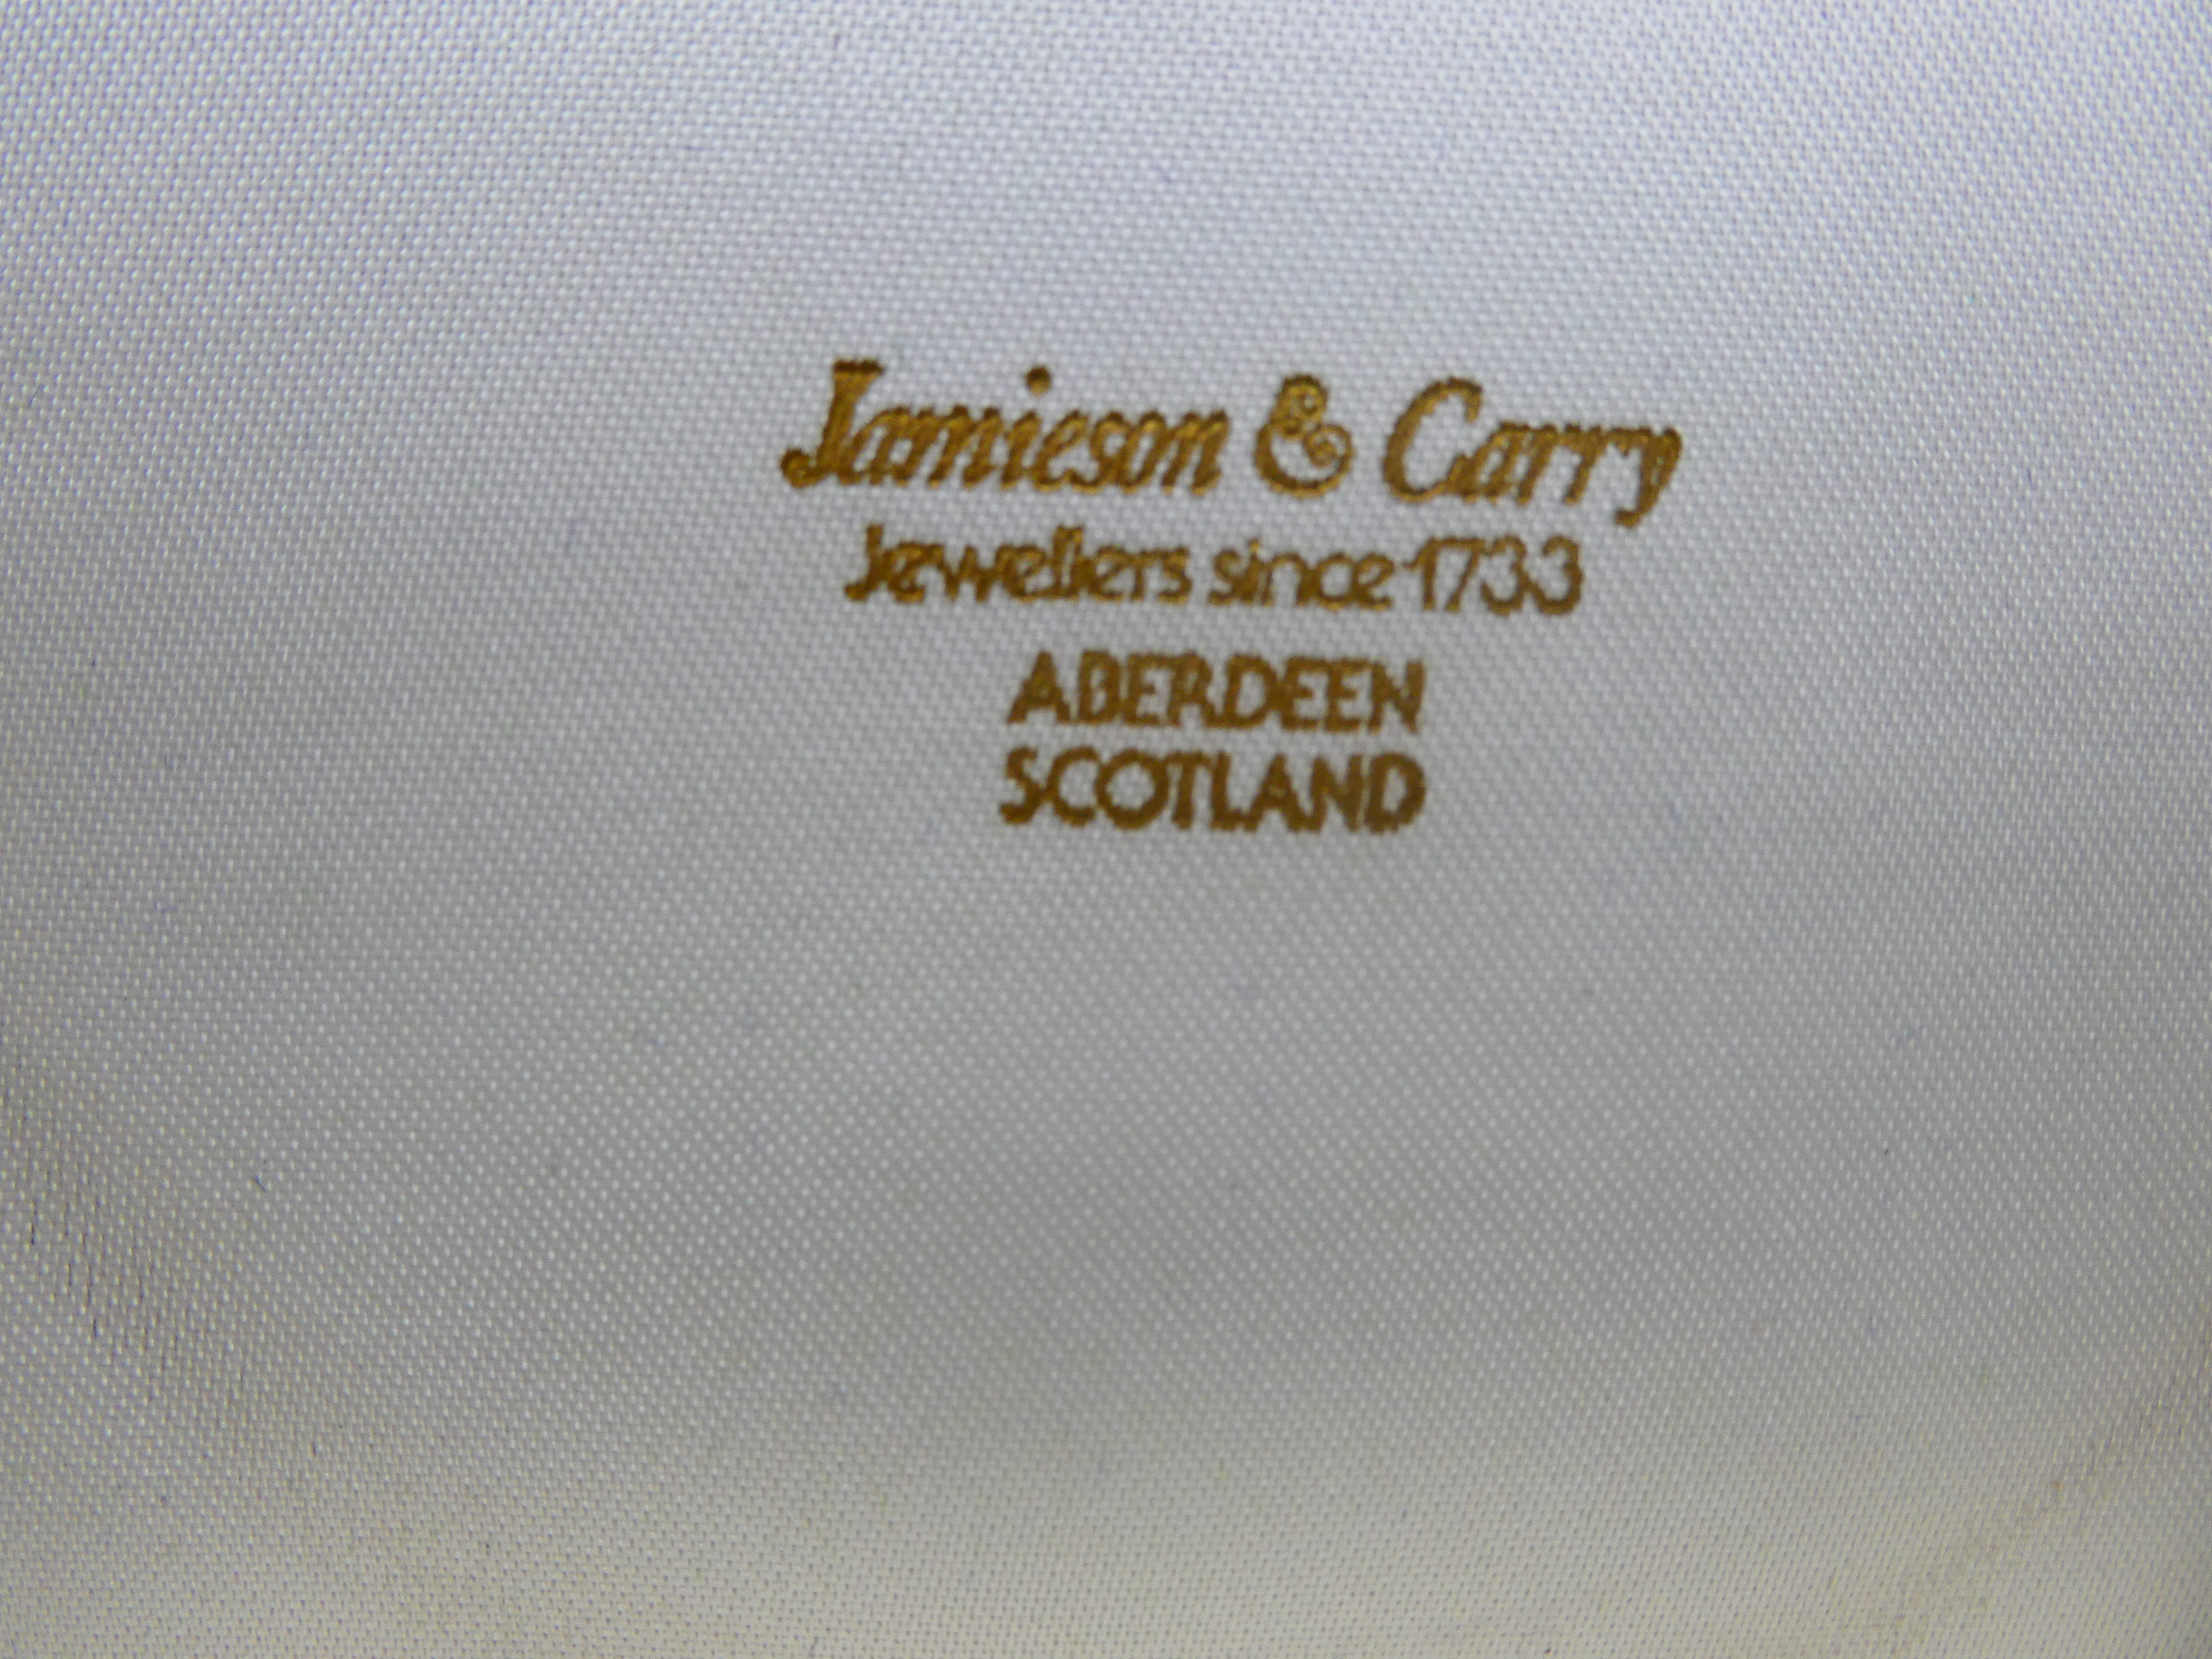 Jamieson & Carry
Jewellers since 1733
ABERDEEN
SCOTLAND